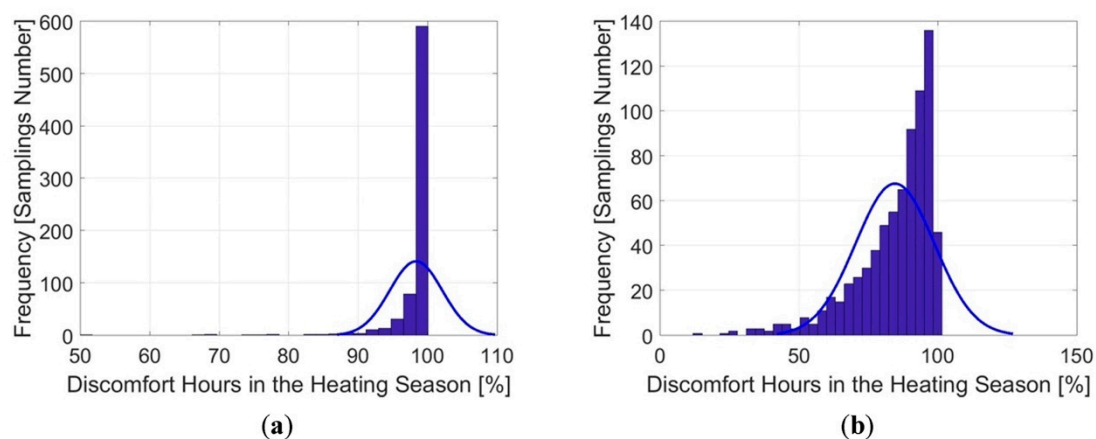 600
500
400
300
200
100
0
50 60 70 80 90 100 110
Frequency [Samplings Number]
Discomfort Hours in the Heating Season [%]
(a)
140
120
100
80
60
40
20
0
0 50 100 150
Frequency [Samplings Number]
Discomfort Hours in the Heating Season [%]
(b)